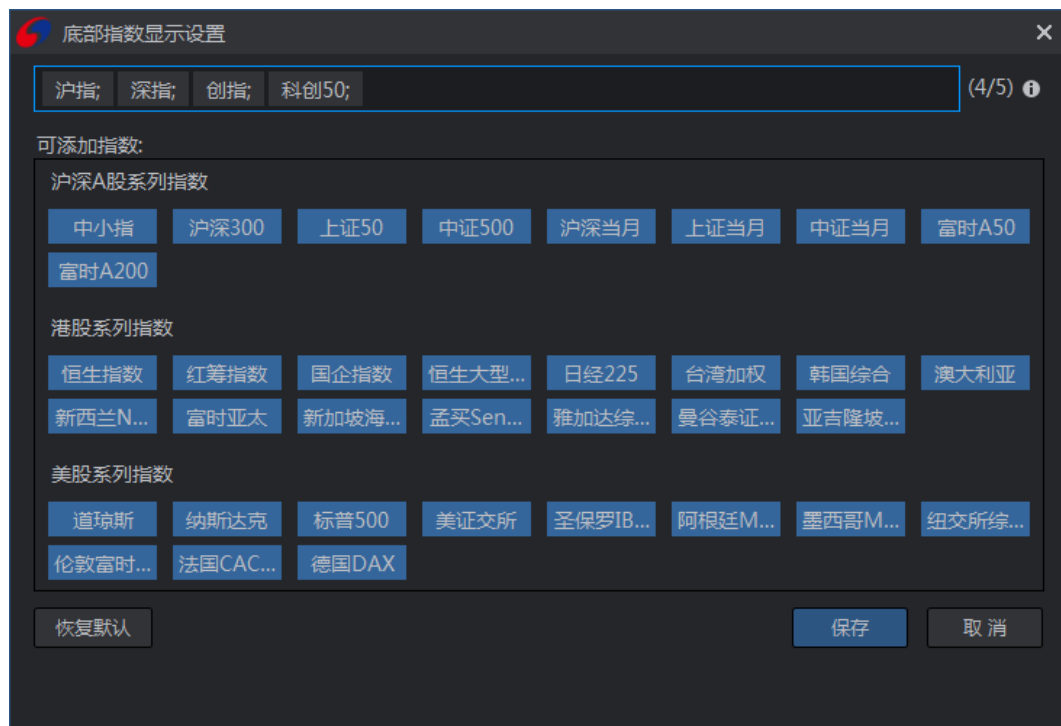 底部指数显示设置
沪指; 深指; 创指; 科创50; (4/5)
可添加指数:
沪深A股系列指数
中小指 沪深300 上证50 中证500 沪深当月 上证当月 中证当月 富时A50
富时A200
港股系列指数
恒生指数 红筹指数 国企指数 恒生大型... 日经225 台湾加权 韩国综合 澳大利亚
新西兰N... 富时亚太 新加坡海... 孟买Sen... 雅加达综... 曼谷泰证... 亚吉隆坡...
美股系列指数
道琼斯 纳斯达克 标普500 美证交所 圣保罗IB... 阿根廷M... 墨西哥M... 纽交所综...
伦敦富时... 法国CAC... 德国DAX
恢复默认 保存 取消